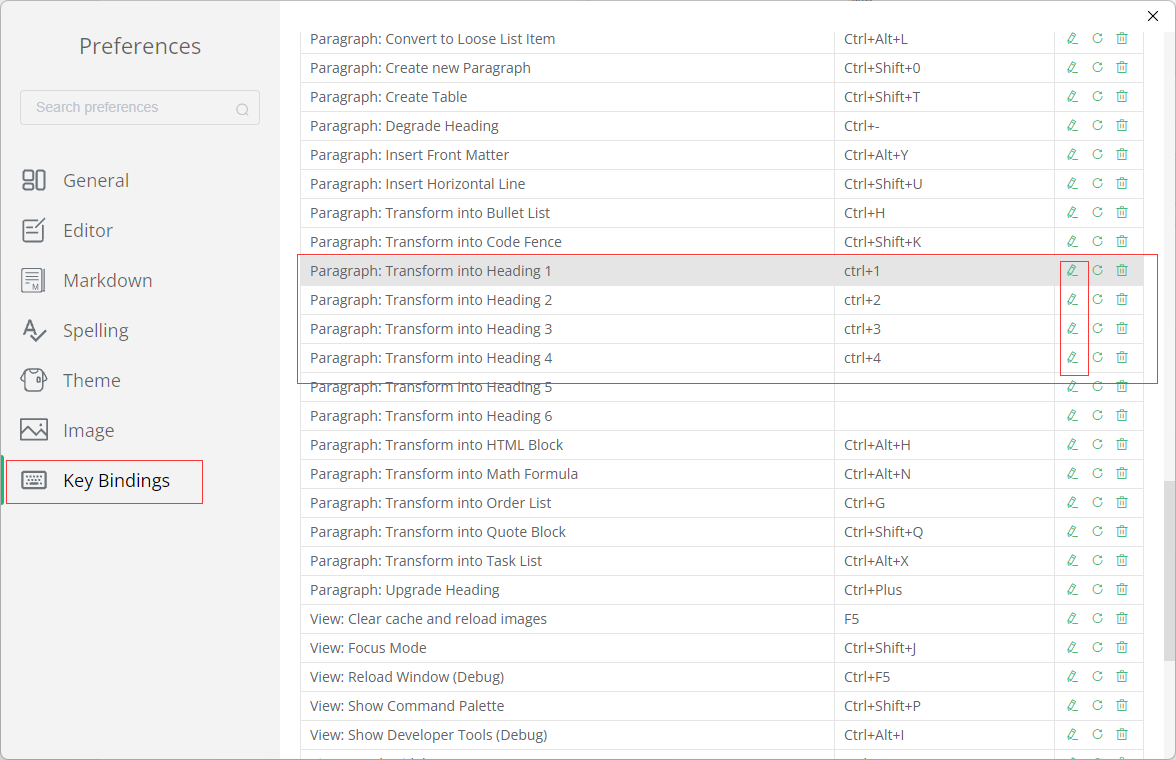 Preferences
Search preferences
General
Editor
Markdown
Spelling
Theme
Image
Key Bindings
Paragraph: Convert to Loose List Item Ctrl+Alt+L
Paragraph: Create new Paragraph Ctrl+Shift+0
Paragraph: Create Table Ctrl+Shift+T
Paragraph: Degrade Heading Ctrl+-
Paragraph: Insert Front Matter Ctrl+Alt+Y
Paragraph: Insert Horizontal Line Ctrl+Shift+U
Paragraph: Transform into Bullet List Ctrl+H
Paragraph: Transform into Code Fence Ctrl+Shift+K
Paragraph: Transform into Heading 1 ctrl+1
Paragraph: Transform into Heading 2 ctrl+2
Paragraph: Transform into Heading 3 ctrl+3
Paragraph: Transform into Heading 4 ctrl+4
Paragraph: Transform into Heading 5
Paragraph: Transform into Heading 6
Paragraph: Transform into HTML Block Ctrl+Alt+H
Paragraph: Transform into Math Formula Ctrl+Alt+N
Paragraph: Transform into Order List Ctrl+G
Paragraph: Transform into Quote Block Ctrl+Shift+Q
Paragraph: Transform into Task List Ctrl+Alt+X
Paragraph: Upgrade Heading Ctrl+Plus
View: Clear cache and reload images F5
View: Focus Mode Ctrl+Shift+J
View: Reload Window (Debug) Ctrl+F5
View: Show Command Palette Ctrl+Shift+P
View: Show Developer Tools (Debug) Ctrl+Alt+I